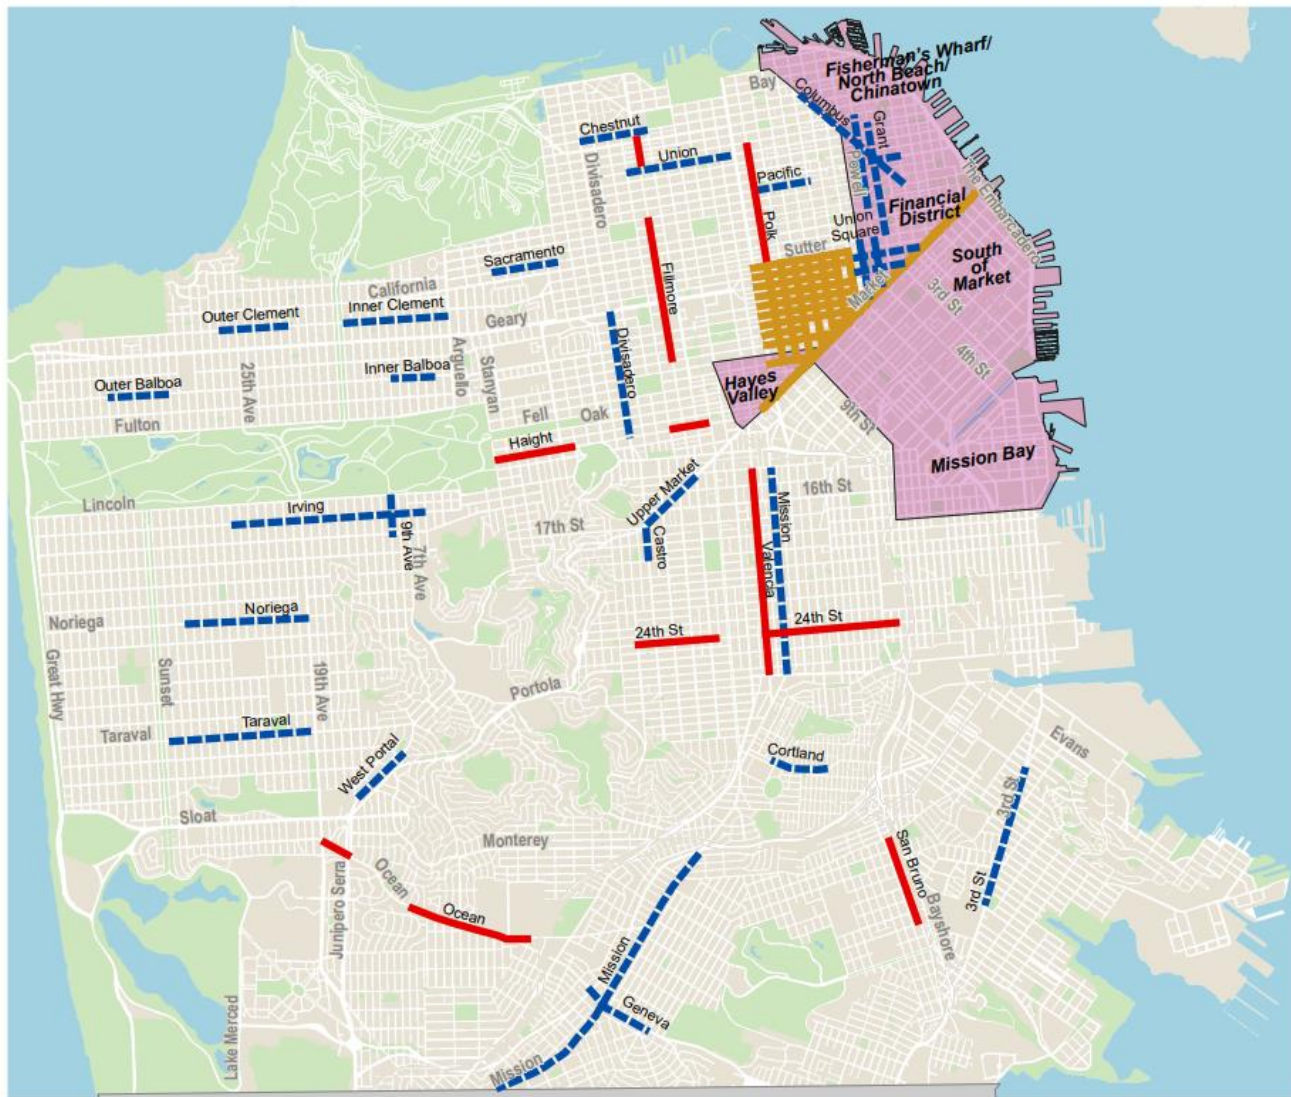 Fisherman's Wharf/
North Beach/
Chinatown
Bay
Columbus
Grant
Chestnut
Union
Divisadero
Pacific
Powell
The Embarcadero
Financial
District
Polk
Union
Square
Sutter
South
of
Market
Sacramento
California
Fillmore
Market
3rd St
Outer Clement
Inner Clement
Geary
4th St
Arguello
Stanyan
Divisadero
Inner Balboa
Outer Balboa
25th Ave
Hayes
Valley
Fulton
Fell
Oak
9th St
Haight
Mission Bay
Lincoln
Irving
9th Ave
7th Ave
17th St
Upper Market
Castro
16th St
Mission
Valencia
Noriega
Noriega
24th St
24th St
Great Hwy
Sunset
19th Ave
Portola
Taraval
Taraval
West Portal
Cortland
Evans
3rd St
Sloat
Monterey
San Bruno
3rd St
Ocean
Ocean
Junipero Serra
Bayshore
Mission
Geneva
Lake Merced
Mission